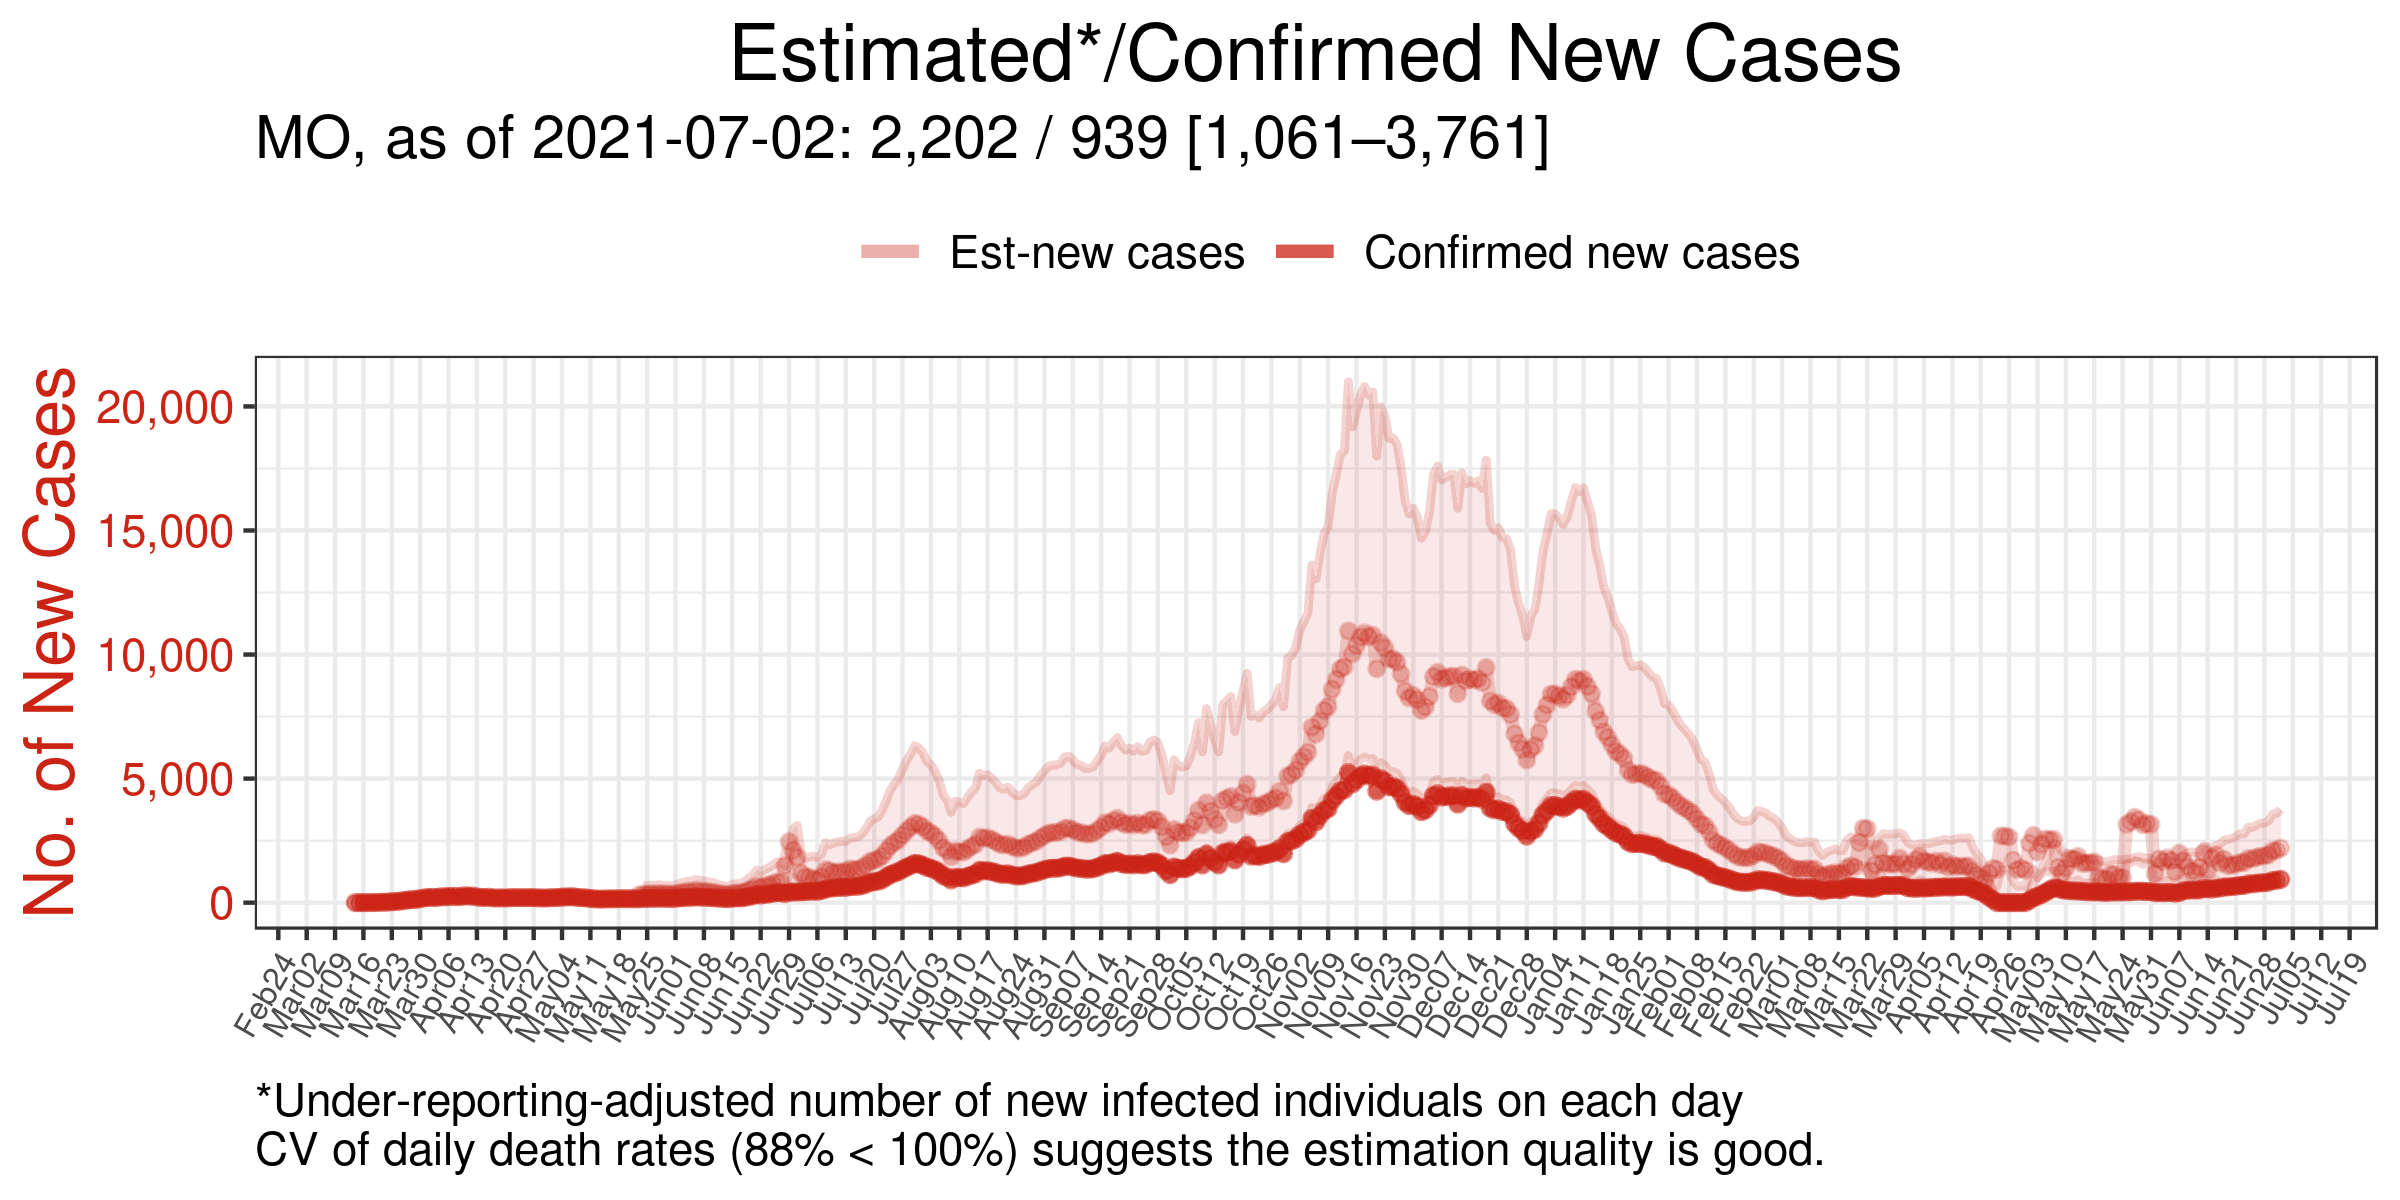 Estimated*/Confirmed New Cases
MO, as of 2021-07-02: 2,202 / 939 [1,061–3,761]
Est-new cases
Confirmed new cases
No. of New Cases
20,000
15,000
10,000
5,000
0
Feb24
Mar02
Mar09
Mar16
Mar23
Mar30
Apr06
Apr13
Apr20
Apr27
May04
May11
May18
May25
Jun01
Jun08
Jun15
Jun22
Jun29
Jul06
Jul13
Jul20
Jul27
Aug03
Aug10
Aug17
Aug24
Aug31
Sep07
Sep14
Sep21
Sep28
Oct05
Oct12
Oct19
Oct26
Nov02
Nov09
Nov16
Nov23
Nov30
Dec07
Dec14
Dec21
Dec28
Jan04
Jan11
Jan18
Jan25
Feb01
Feb08
Feb15
Feb22
Mar01
Mar08
Mar15
Mar22
Mar29
Apr05
Apr12
Apr19
Apr26
May03
May10
May17
May24
May31
Jun07
Jun14
Jun21
Jun28
Jul05
Jul12
Jul19
*Under-reporting-adjusted number of new infected individuals on each day
CV of daily death rates (88% < 100%) suggests the estimation quality is good.